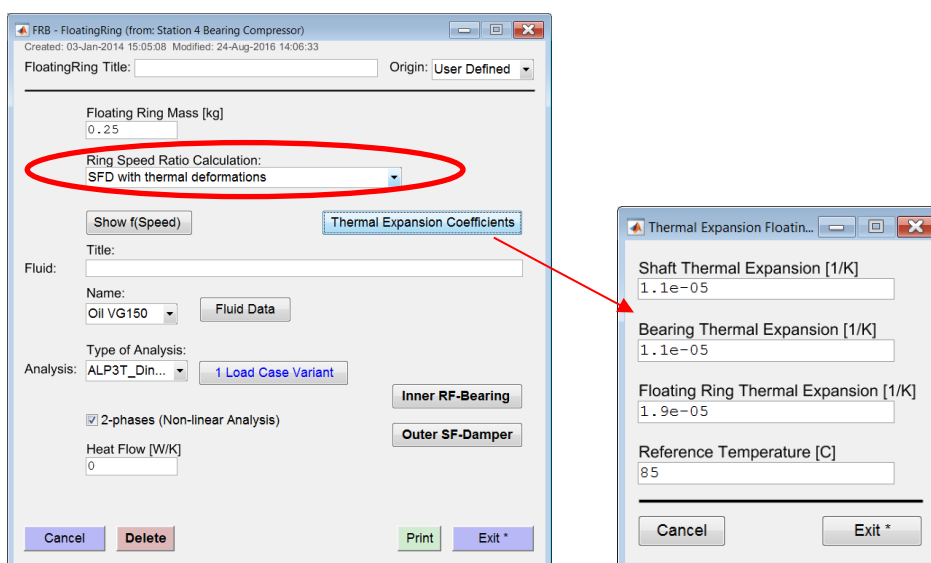 FRB - FloatingRing (from: Station 4 Bearing Compressor)
Created: 03-Jan-2014 15:05:08 Modified: 24-Aug-2016 14:06:33
FloatingRing Title: Origin: User Defined
Floating Ring Mass [kg]
0.25
Ring Speed Ratio Calculation:
SFD with thermal deformations
Show f(Speed) Thermal Expansion Coefficients
Title:
Fluid:
Name:
Oil VG150 Fluid Data
Type of Analysis:
Analysis: ALP3T_Din... 1 Load Case Variant
Inner RF-Bearing
2-phases (Non-linear Analysis)
Outer SF-Damper
Heat Flow [W/K]
0
Cancel Delete Print Exit *
Thermal Expansion Floatin...
Shaft Thermal Expansion [1/K]
1.1e-05
Bearing Thermal Expansion [1/K]
1.1e-05
Floating Ring Thermal Expansion [1/K]
1.9e-05
Reference Temperature [C]
85
Cancel Exit *